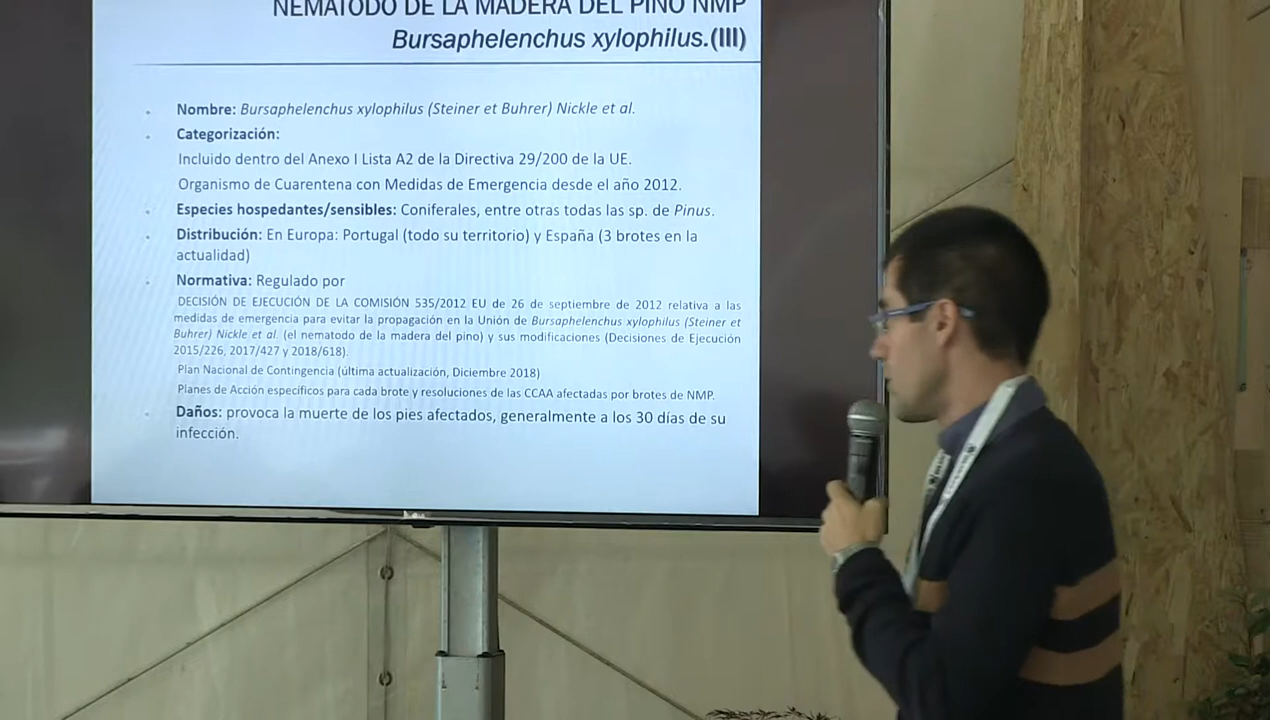 NEMATODO DE LA MADERA DEL PINO NMP
Bursaphelenchus xylophilus.(III)
Nombre: Bursaphelenchus xylophilus (Steiner et Buhrer) Nickle et al.
Categorización:
Incluido dentro del Anexo I Lista A2 de la Directiva 29/200 de la UE.
Organismo de Cuarentena con Medidas de Emergencia desde el año 2012.
Especies hospedantes/sensibles: Coniferales, entre otras todas las sp. de Pinus.
Distribución: En Europa: Portugal (todo su territorio) y España (3 brotes en la
actualidad)
Normativa: Regulado por
DECISIÓN DE EJECUCIÓN DE LA COMISIÓN 535/2012 EU de 26 de septiembre de 2012 relativa a las
medidas de emergencia para evitar la propagación en la Unión de Bursaphelenchus xylophilus (Steiner et
Buhrer) Nickle et al. (el nematodo de la madera del pino) y sus modificaciones (Decisiones de Ejecución
2015/226, 2017/427 y 2018/618).
Plan Nacional de Contingencia (última actualización, Diciembre 2018)
Planes de Acción específicos para cada brote y resoluciones de las CCAA afectadas por brotes de NMP.
Daños: provoca la muerte de los pies afectados, generalmente a los 30 días de su
infección.